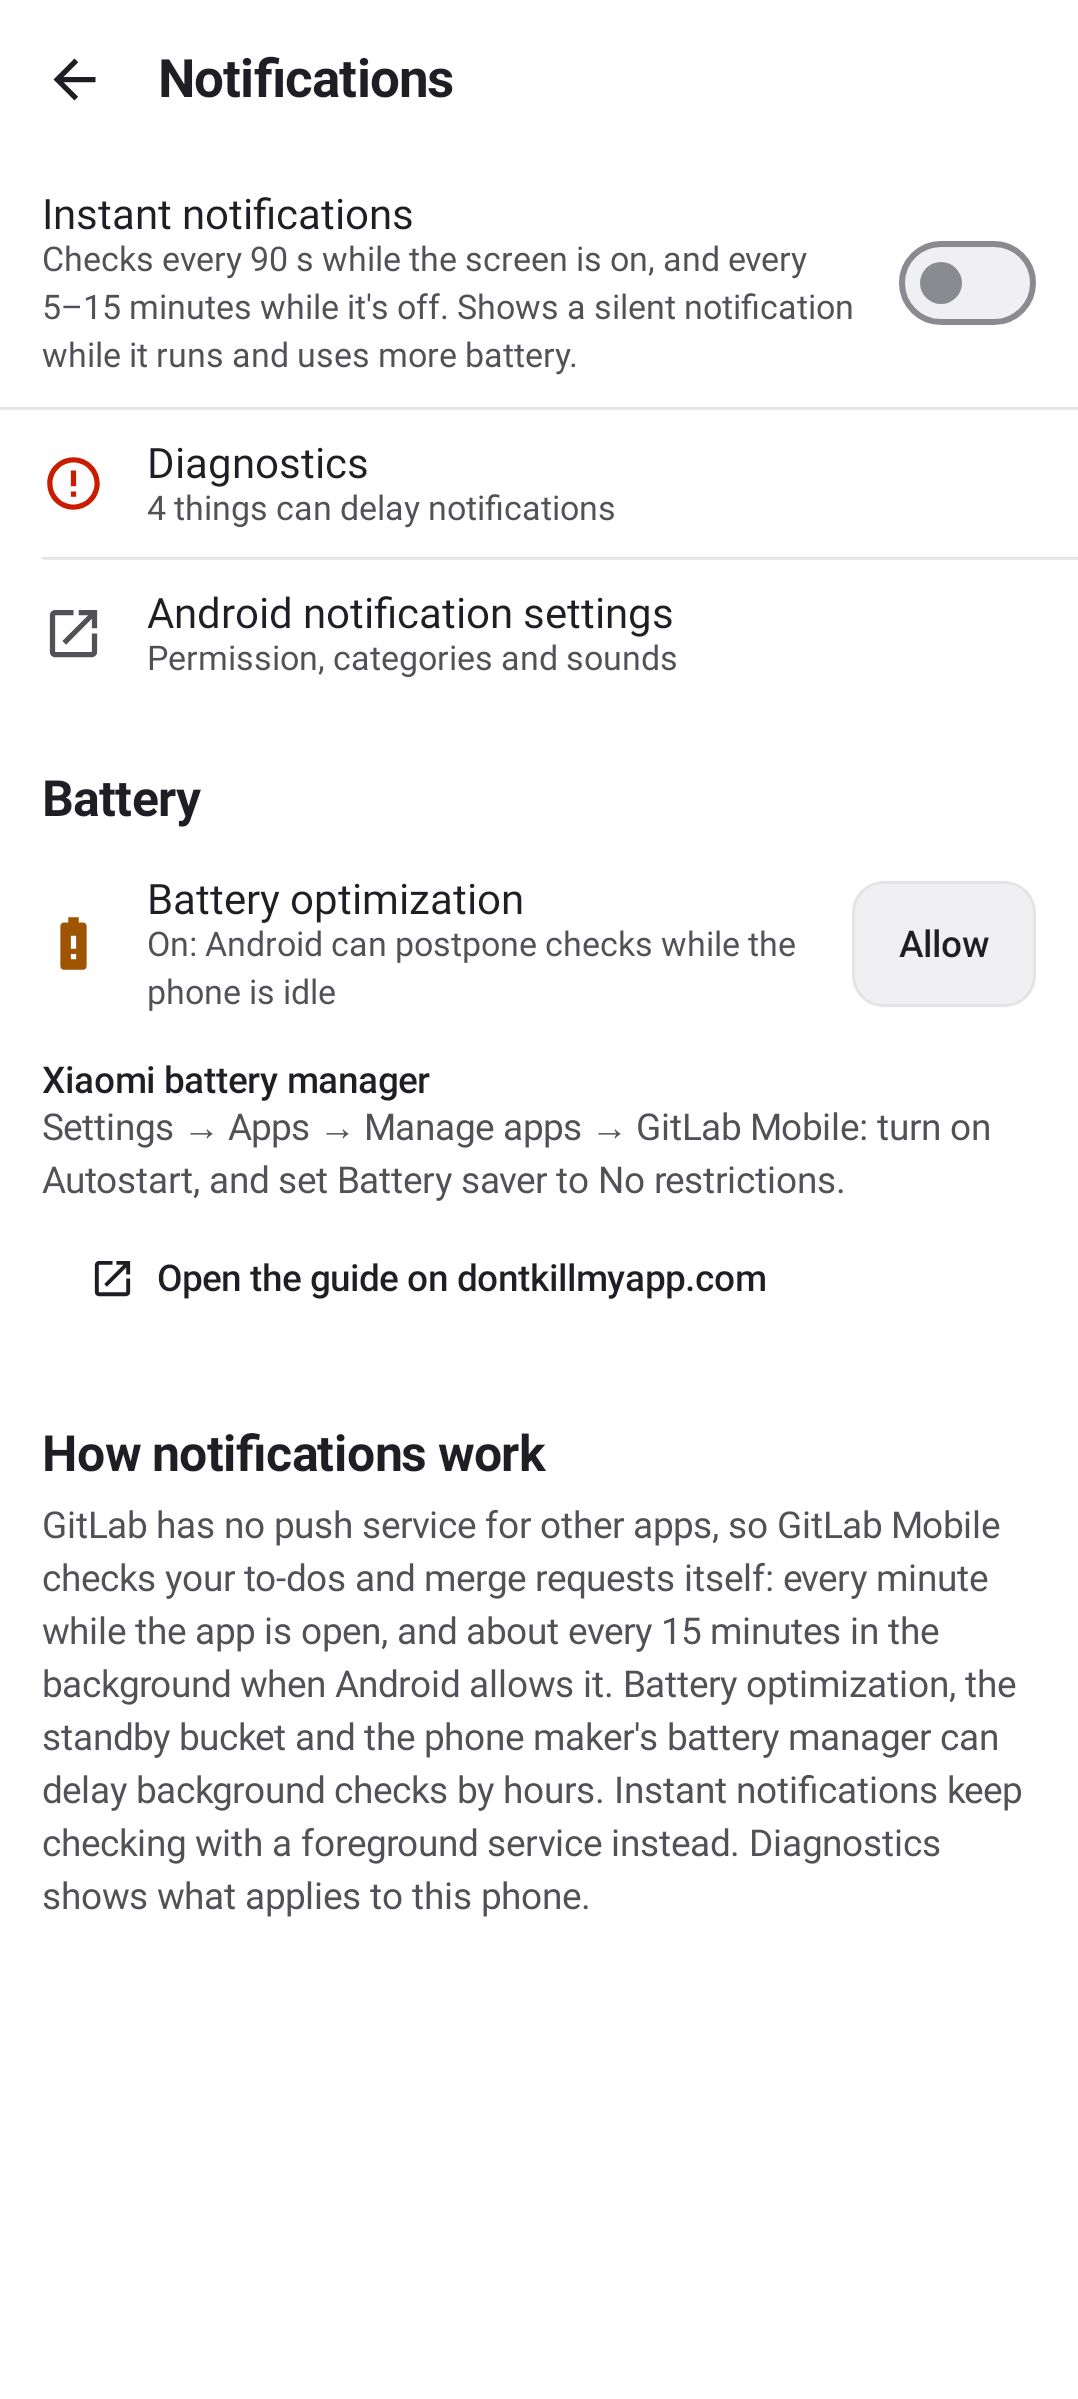 Notifications
Instant notifications
Checks every 90 s while the screen is on, and every
5–15 minutes while it's off. Shows a silent notification
while it runs and uses more battery.
Diagnostics
4 things can delay notifications
Android notification settings
Permission, categories and sounds
Battery
Battery optimization
On: Android can postpone checks while the
phone is idle
Allow
Xiaomi battery manager
Settings → Apps → Manage apps → GitLab Mobile: turn on
Autostart, and set Battery saver to No restrictions.
Open the guide on dontkillmyapp.com
How notifications work
GitLab has no push service for other apps, so GitLab Mobile
checks your to-dos and merge requests itself: every minute
while the app is open, and about every 15 minutes in the
background when Android allows it. Battery optimization, the
standby bucket and the phone maker's battery manager can
delay background checks by hours. Instant notifications keep
checking with a foreground service instead. Diagnostics
shows what applies to this phone.